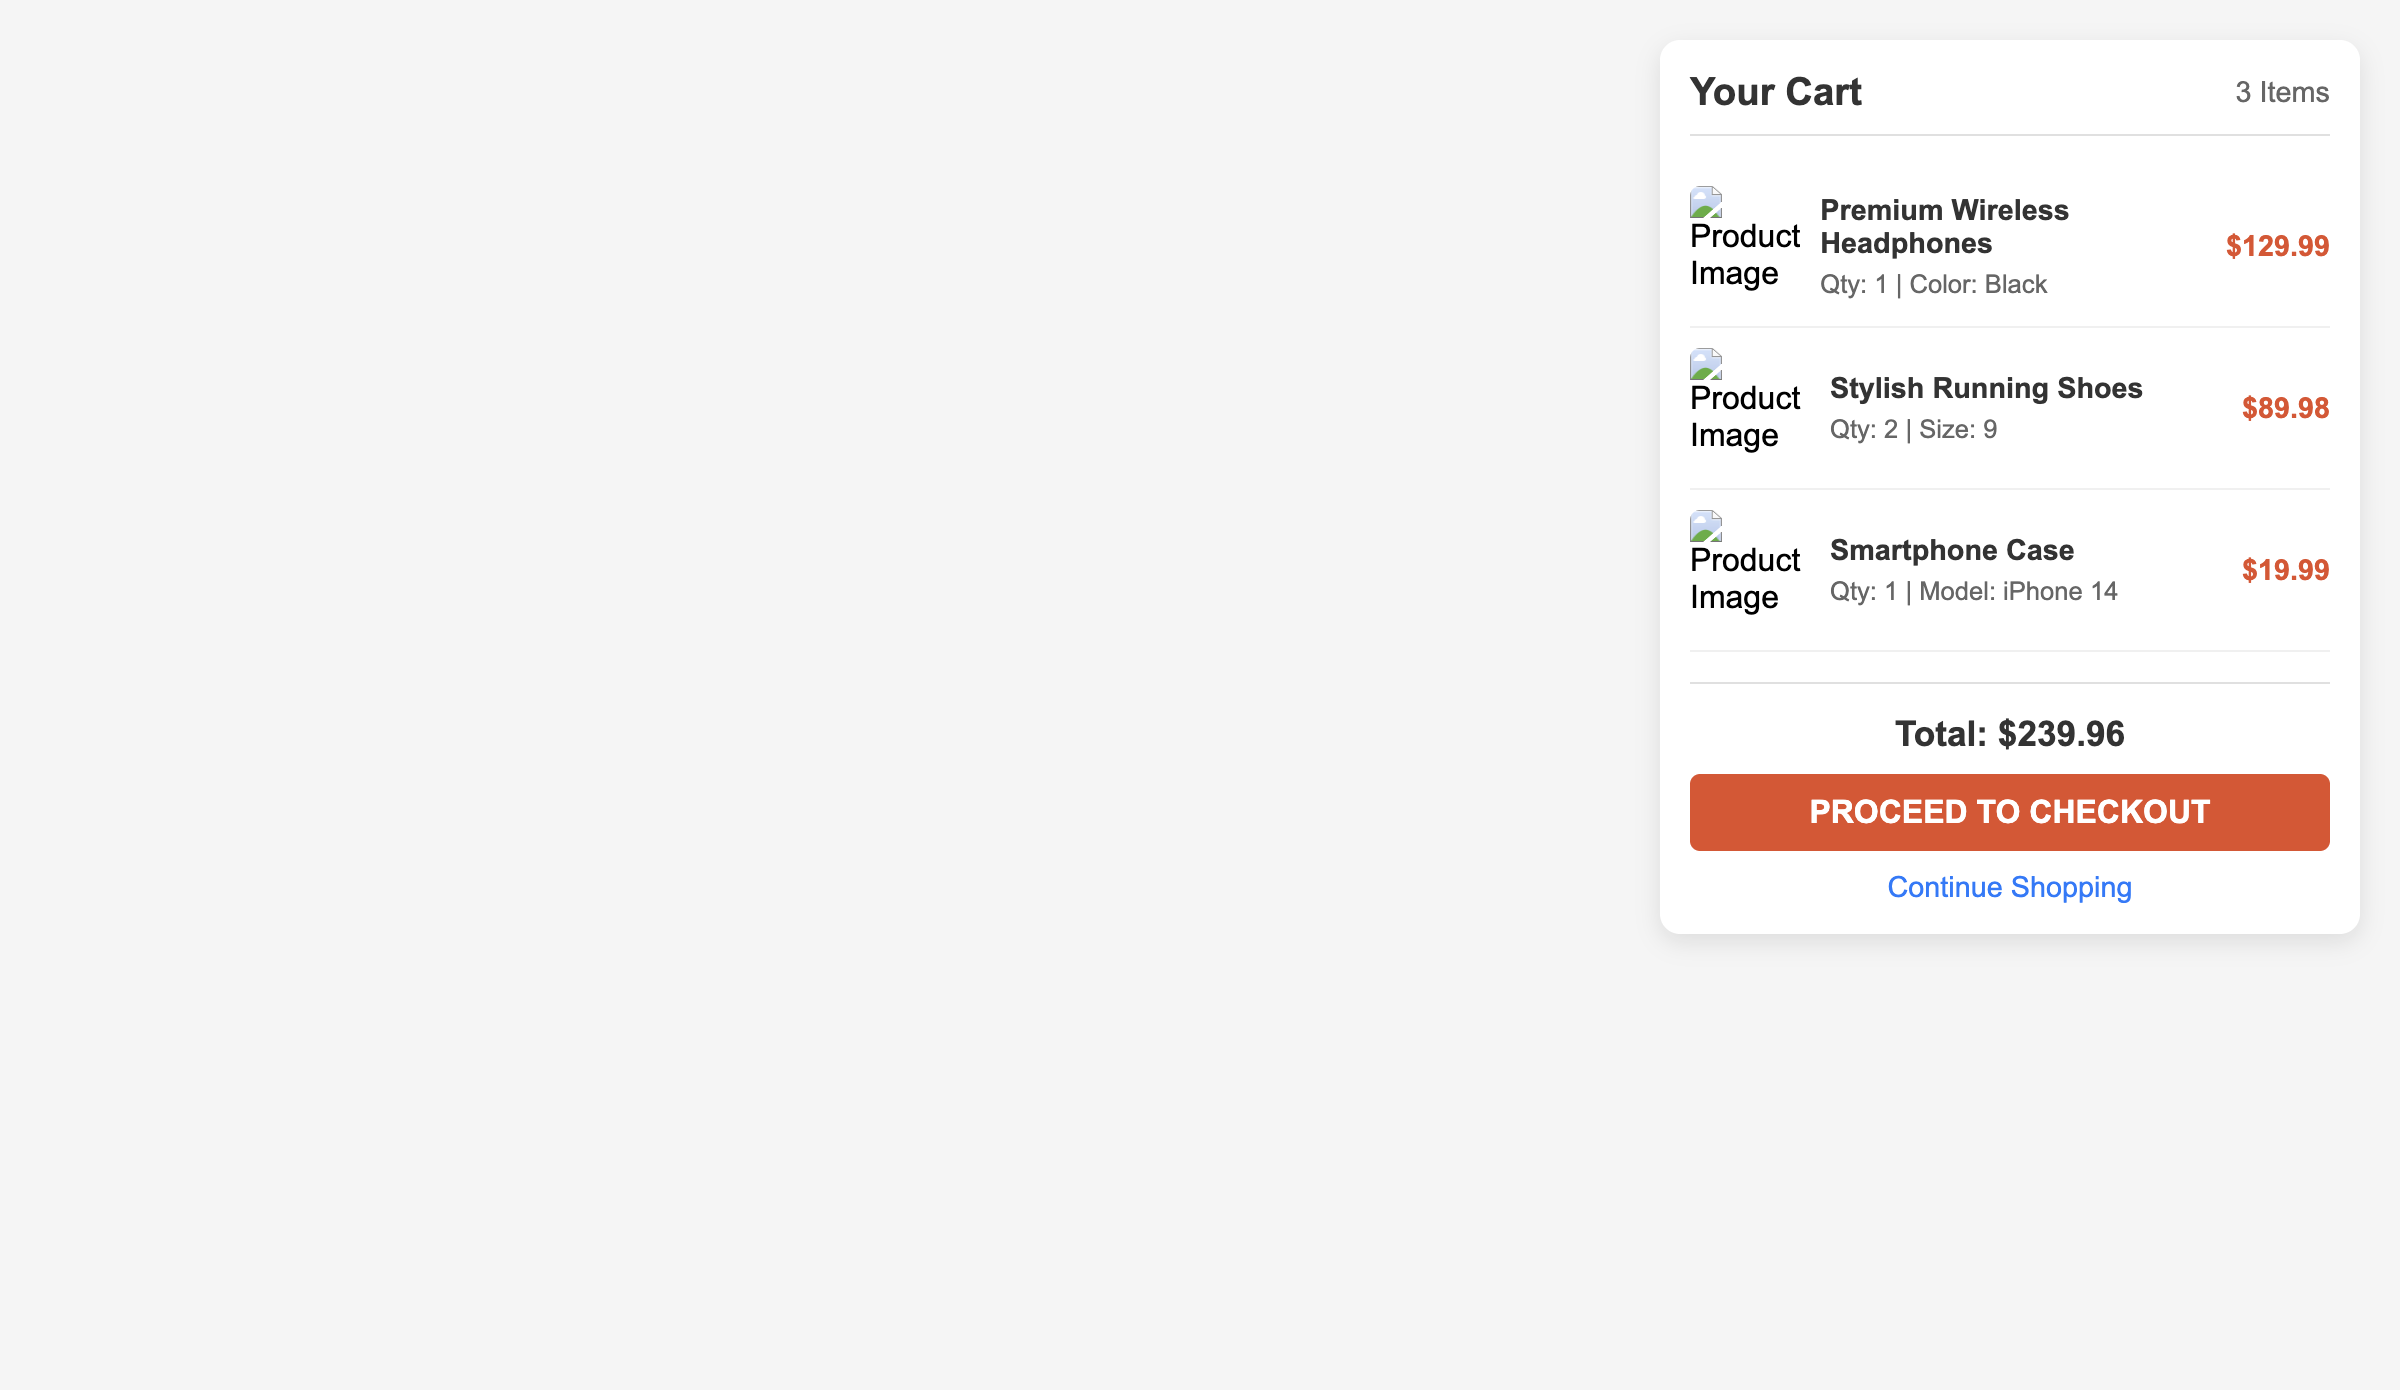 Your Cart
3 Items
Product
Image
Premium Wireless
Headphones
Qty: 1 | Color: Black
$129.99
Product
Image
Stylish Running Shoes
Qty: 2 | Size: 9
$89.98
Product
Image
Smartphone Case
Qty: 1 | Model: iPhone 14
$19.99
Total: $239.96
PROCEED TO CHECKOUT
Continue Shopping